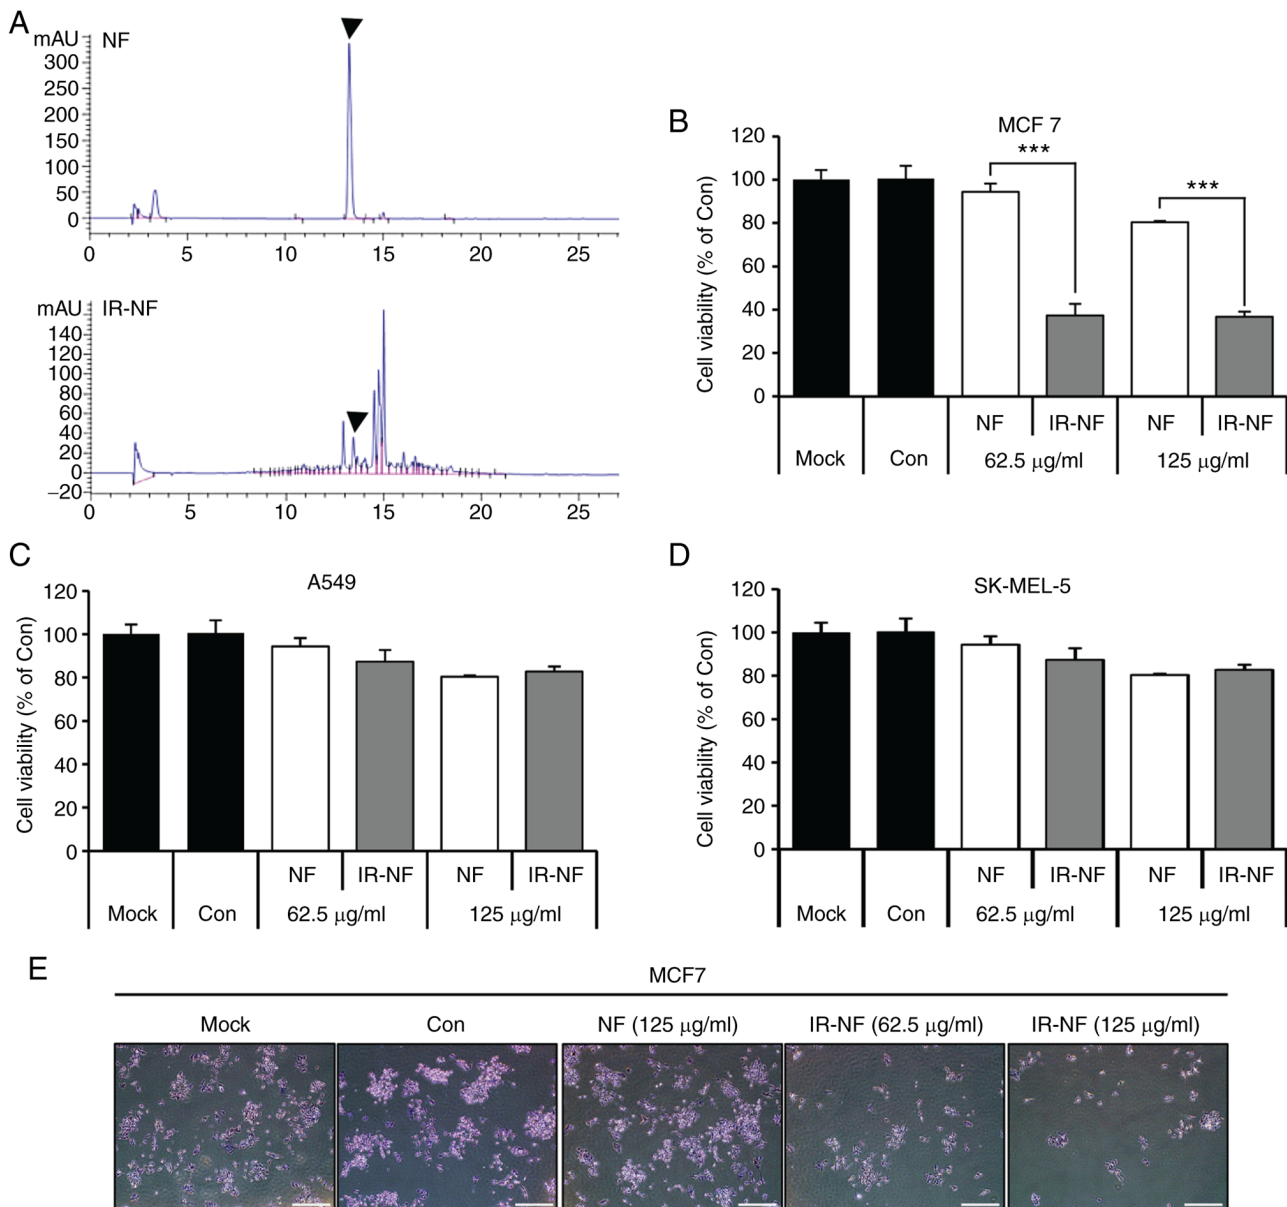 A
mAU
NF
300
250
200
150
100
50
0
0 5 10 15 20 25
mAU
IR-NF
140
120
100
80
60
40
20
0
−20
0 5 10 15 20 25
B
MCF 7
Cell viability (% of Con)
120
100
80
60
40
20
0
*** ***
NF IR-NF NF IR-NF
Mock Con 62.5 μg/ml 125 μg/ml
C
A549
Cell viability (% of Con)
120
100
80
60
40
20
0
NF IR-NF NF IR-NF
Mock Con 62.5 μg/ml 125 μg/ml
D
SK-MEL-5
Cell viability (% of Con)
120
100
80
60
40
20
0
NF IR-NF NF IR-NF
Mock Con 62.5 μg/ml 125 μg/ml
E
MCF7
Mock Con NF (125 μg/ml) IR-NF (62.5 μg/ml) IR-NF (125 μg/ml)